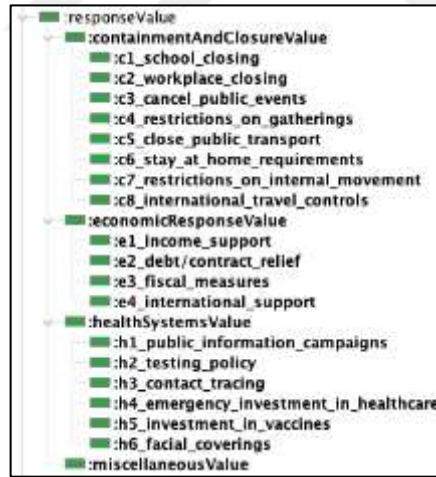 :responseValue
:containmentAndClosureValue
:c1_school_closing
:c2_workplace_closing
:c3_cancel_public_events
:c4_restrictions_on_gatherings
:c5_close_public_transport
:c6_stay_at_home_requirements
:c7_restrictions_on_internal_movement
:c8_international_travel_controls
:economicResponseValue
:e1_income_support
:e2_debt/contract_relief
:e3_fiscal_measures
:e4_international_support
:healthSystemsValue
:h1_public_information_campaigns
:h2_testing_policy
:h3_contact_tracing
:h4_emergency_investment_in_healthcare
:h5_investment_in_vaccines
:h6_facial_coverings
:miscellaneousValue